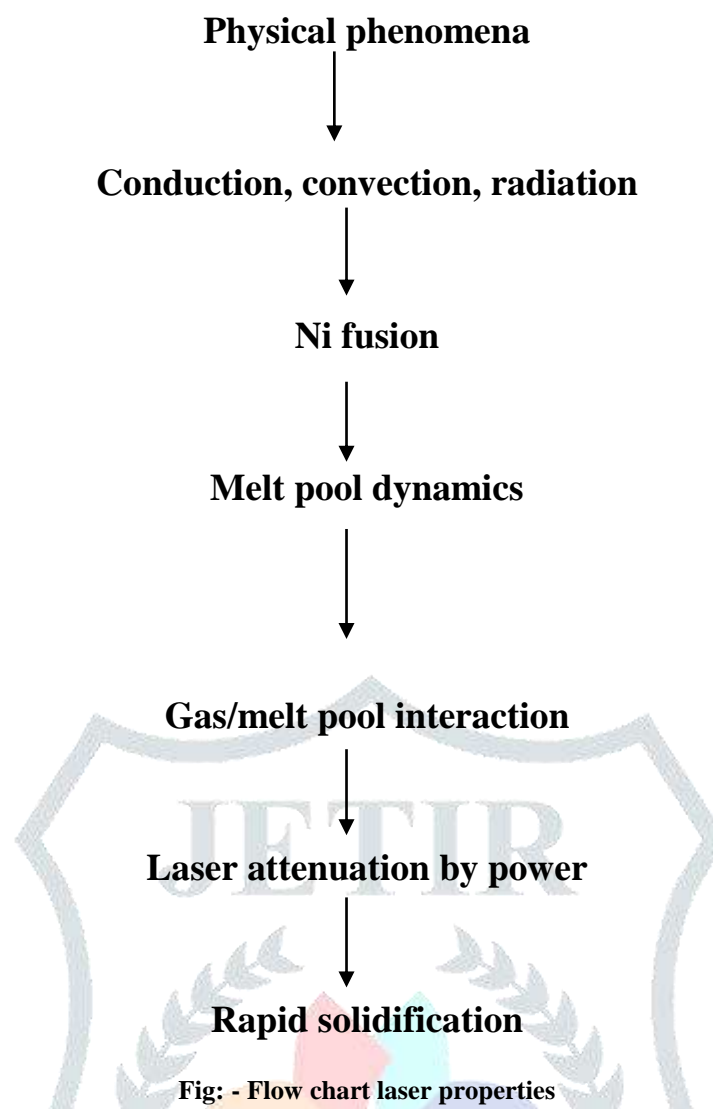 Physical phenomena
Conduction, convection, radiation
Ni fusion
Melt pool dynamics
Gas/melt pool interaction
JETIR
Laser attenuation by power
Rapid solidification
Fig: - Flow chart laser properties